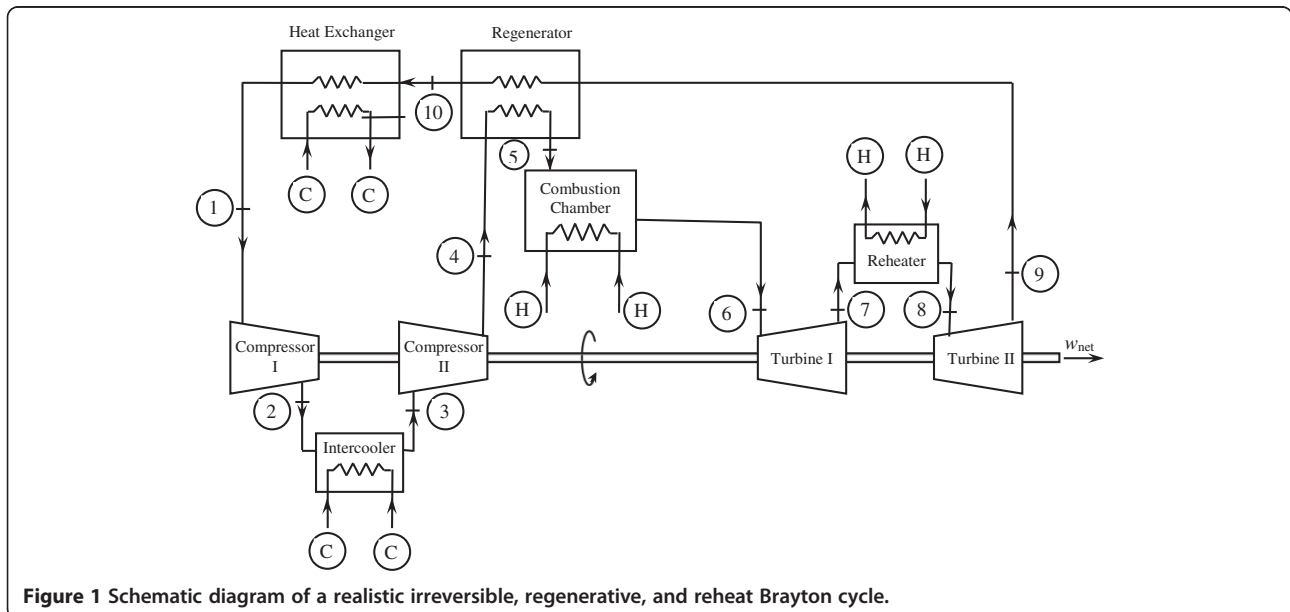 Heat Exchanger
Regenerator
10
5
C
C
1
Combustion
Chamber
H
H
4
Reheater
9
H
H
6
7
8
Compressor
I
Compressor
II
Turbine I
Turbine II
wnet
2
3
Intercooler
C
C
Figure 1 Schematic diagram of a realistic irreversible, regenerative, and reheat Brayton cycle.